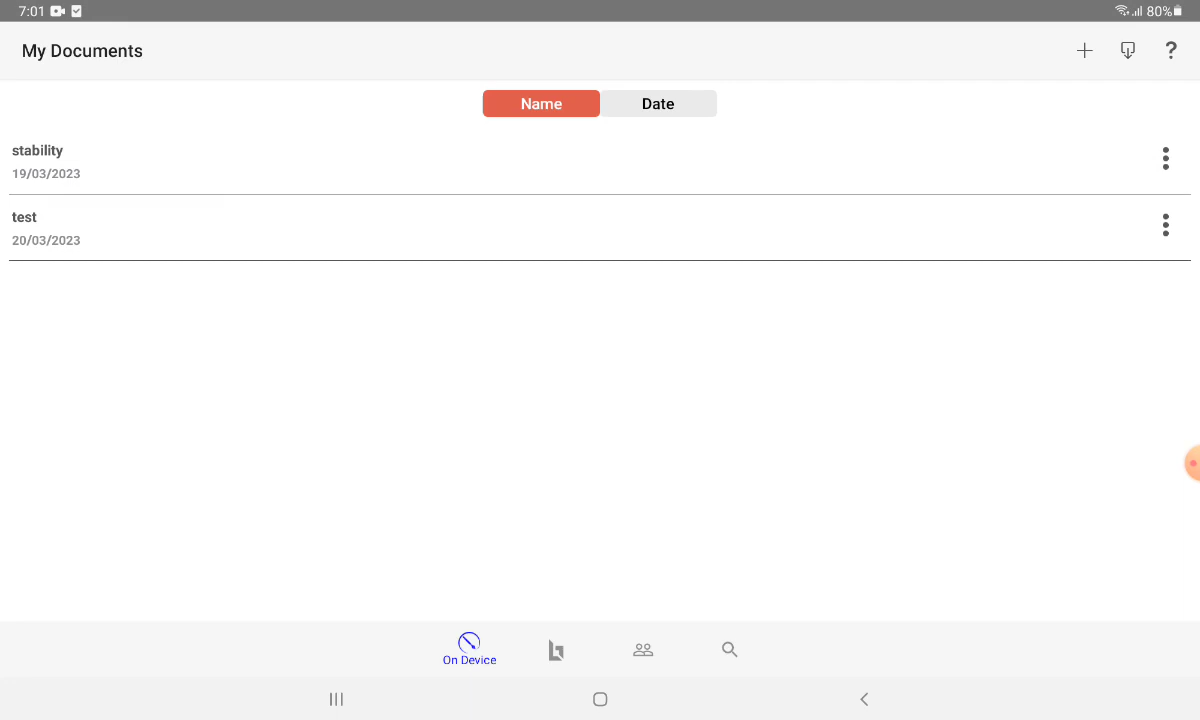 7:01
80%
My Documents
?
Name
Date
stability
19/03/2023
test
20/03/2023
On Device